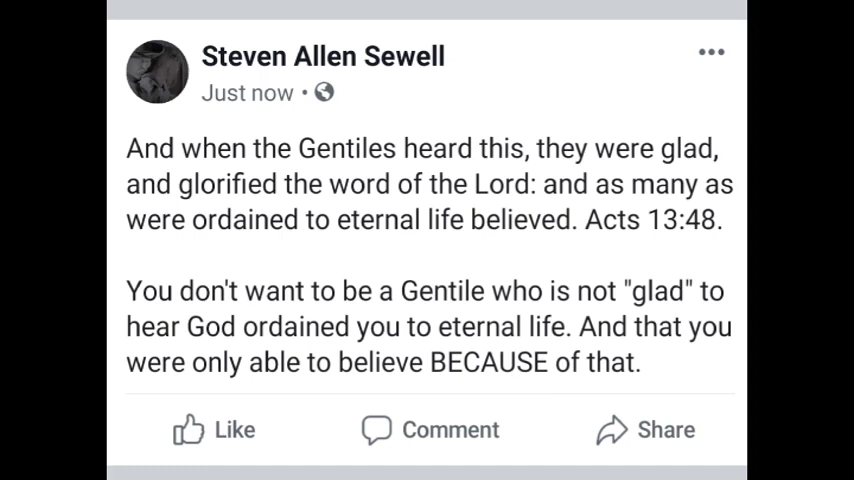 Steven Allen Sewell
Just now •
And when the Gentiles heard this, they were glad,
and glorified the word of the Lord: and as many as
were ordained to eternal life believed. Acts 13:48.
You don't want to be a Gentile who is not "glad" to
hear God ordained you to eternal life. And that you
were only able to believe BECAUSE of that.
Like Comment Share